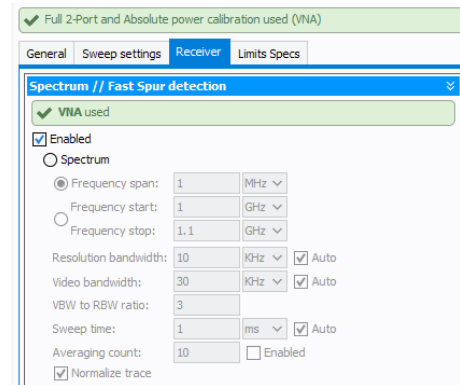 Full 2-Port and Absolute power calibration used (VNA)
General Sweep settings Receiver Limits Specs
Spectrum // Fast Spur detection
VNA used
Enabled
Spectrum
Frequency span: 1 MHz
Frequency start: 1 GHz
Frequency stop: 1.1 GHz
Resolution bandwidth: 10 KHz Auto
Video bandwidth: 30 KHz Auto
VBW to RBW ratio: 3
Sweep time: 1 ms Auto
Averaging count: 10 Enabled
Normalize trace